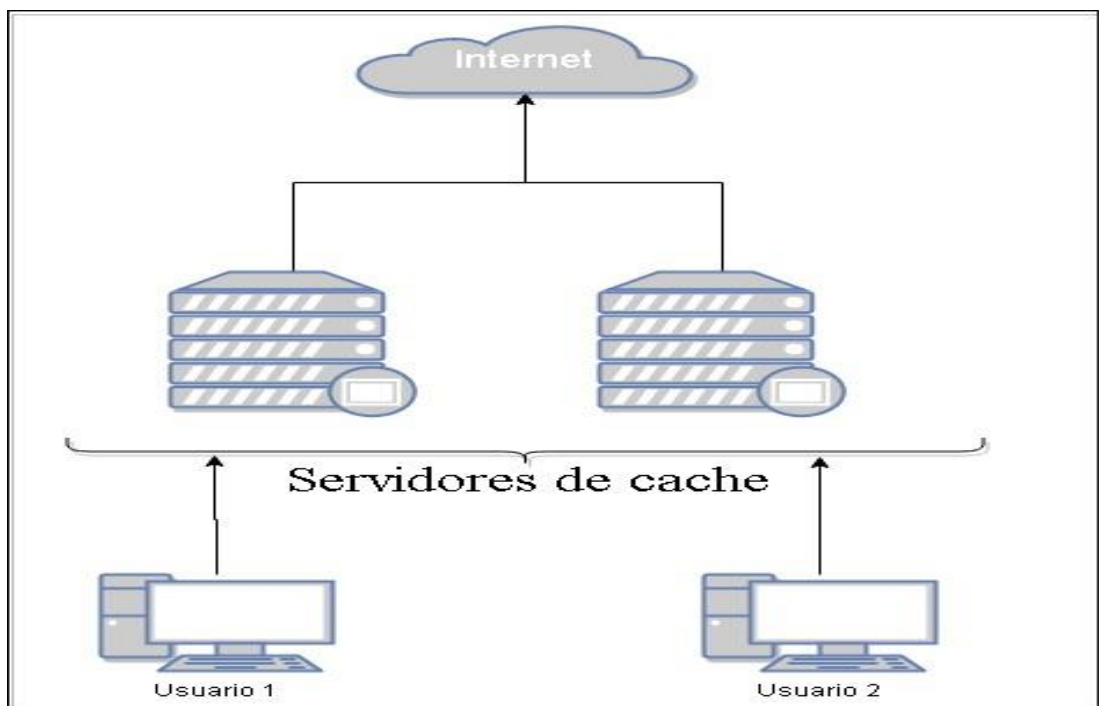 Internet
Servidores de cache
Usuario 1
Usuario 2